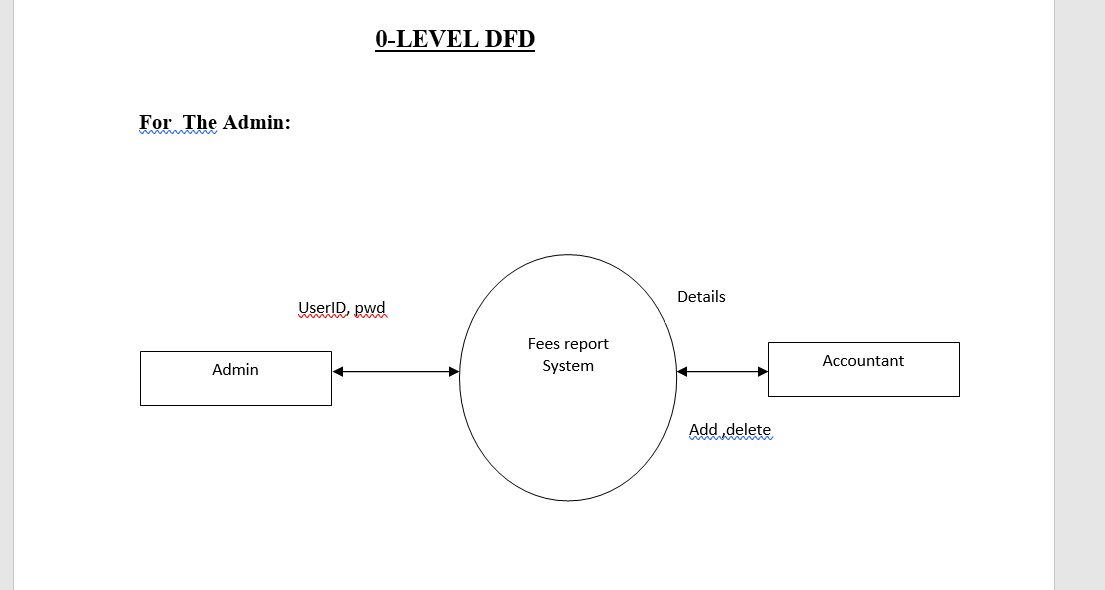 0-LEVEL DFD
For  The Admin:
UserID, pwd
Details
Fees report
System
Admin
Accountant
Add ,delete